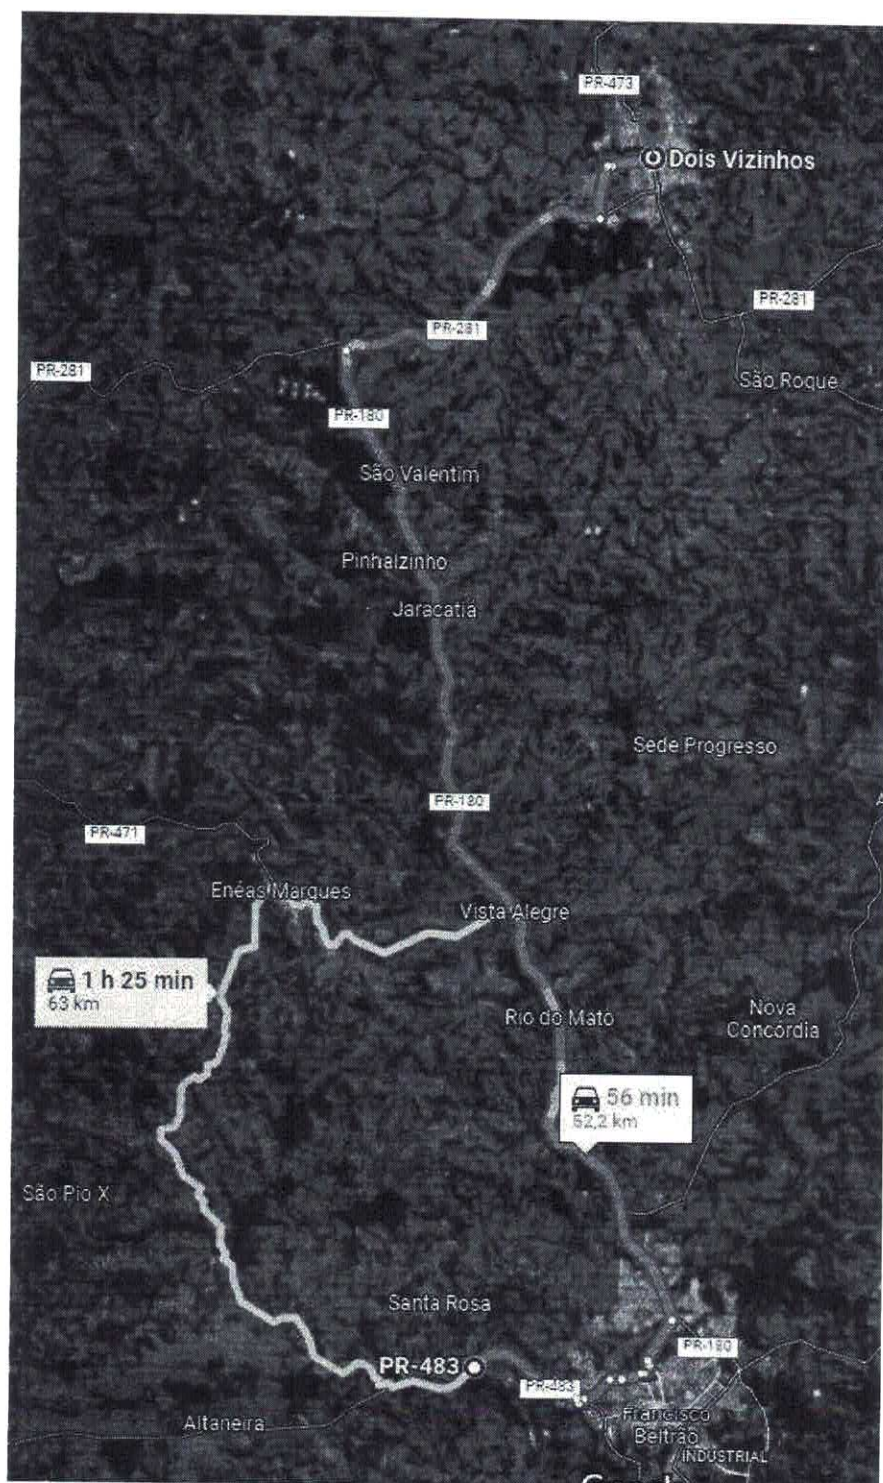 PR-473
Dois Vizinhos
PR-281
PR-281
PR-281
São Roque
PR-180
São Valentim
Pinhalzinho
Jaracatiá
Sede Progresso
PR-180
PR-471
Enéas Marques
Vista Alegre
1 h 25 min
63 km
Rio do Mato
Nova
Concórdia
56 min
52,2 km
São Pio X
Santa Rosa
PR-180
PR-483
PR-483
Altaneira
Francisco
Beltrão
INDUSTRIAL